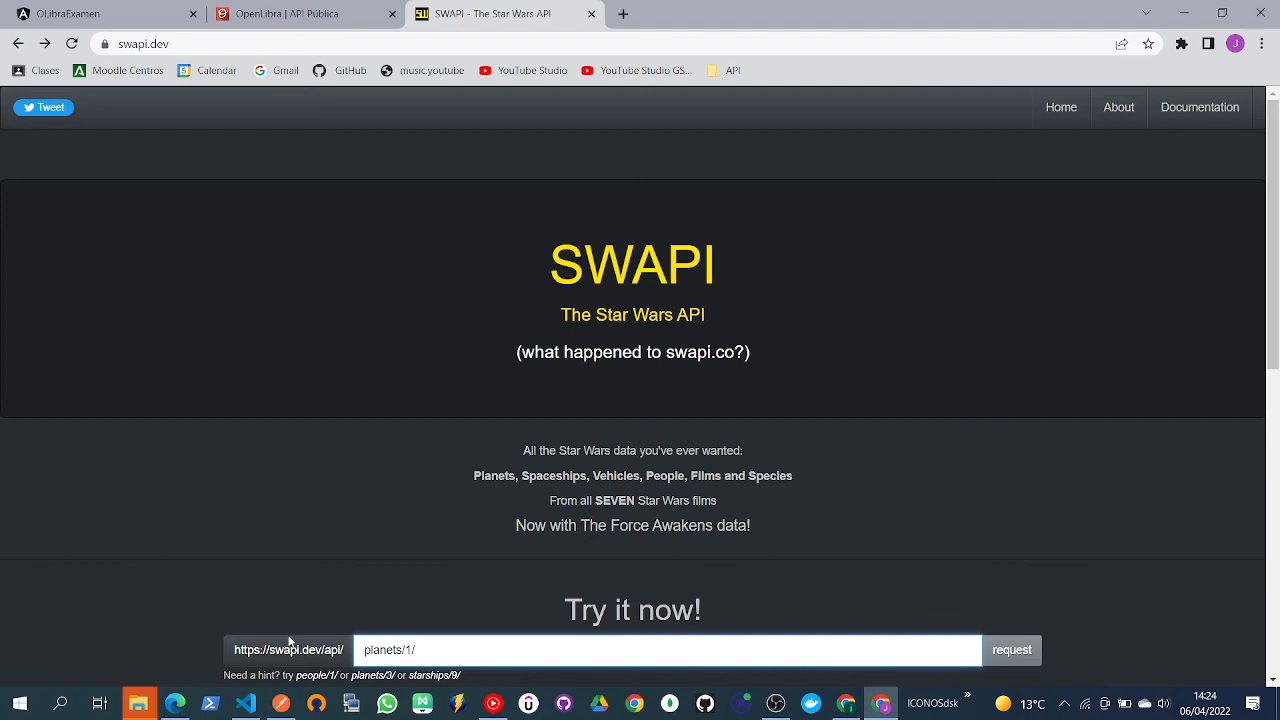 OLibraExamen
OpenLibra | API Pública
SWAPI - The Star Wars API
swapi.dev
Clases
Moodle Centros
Calendar
Gmail
GitHub
music.youtube
YouTube Studio
YouTube Studio GS...
API
Tweet
Home
About
Documentation
SWAPI
The Star Wars API
(what happened to swapi.co?)
All the Star Wars data you've ever wanted:
Planets, Spaceships, Vehicles, People, Films and Species
From all SEVEN Star Wars films
Now with The Force Awakens data!
Try it now!
https://swapi.dev/api/ planets/1/ request
Need a hint? try people/1/ or planets/3/ or starships/9/
IONOSdsk
13°C
14:24
06/04/2022